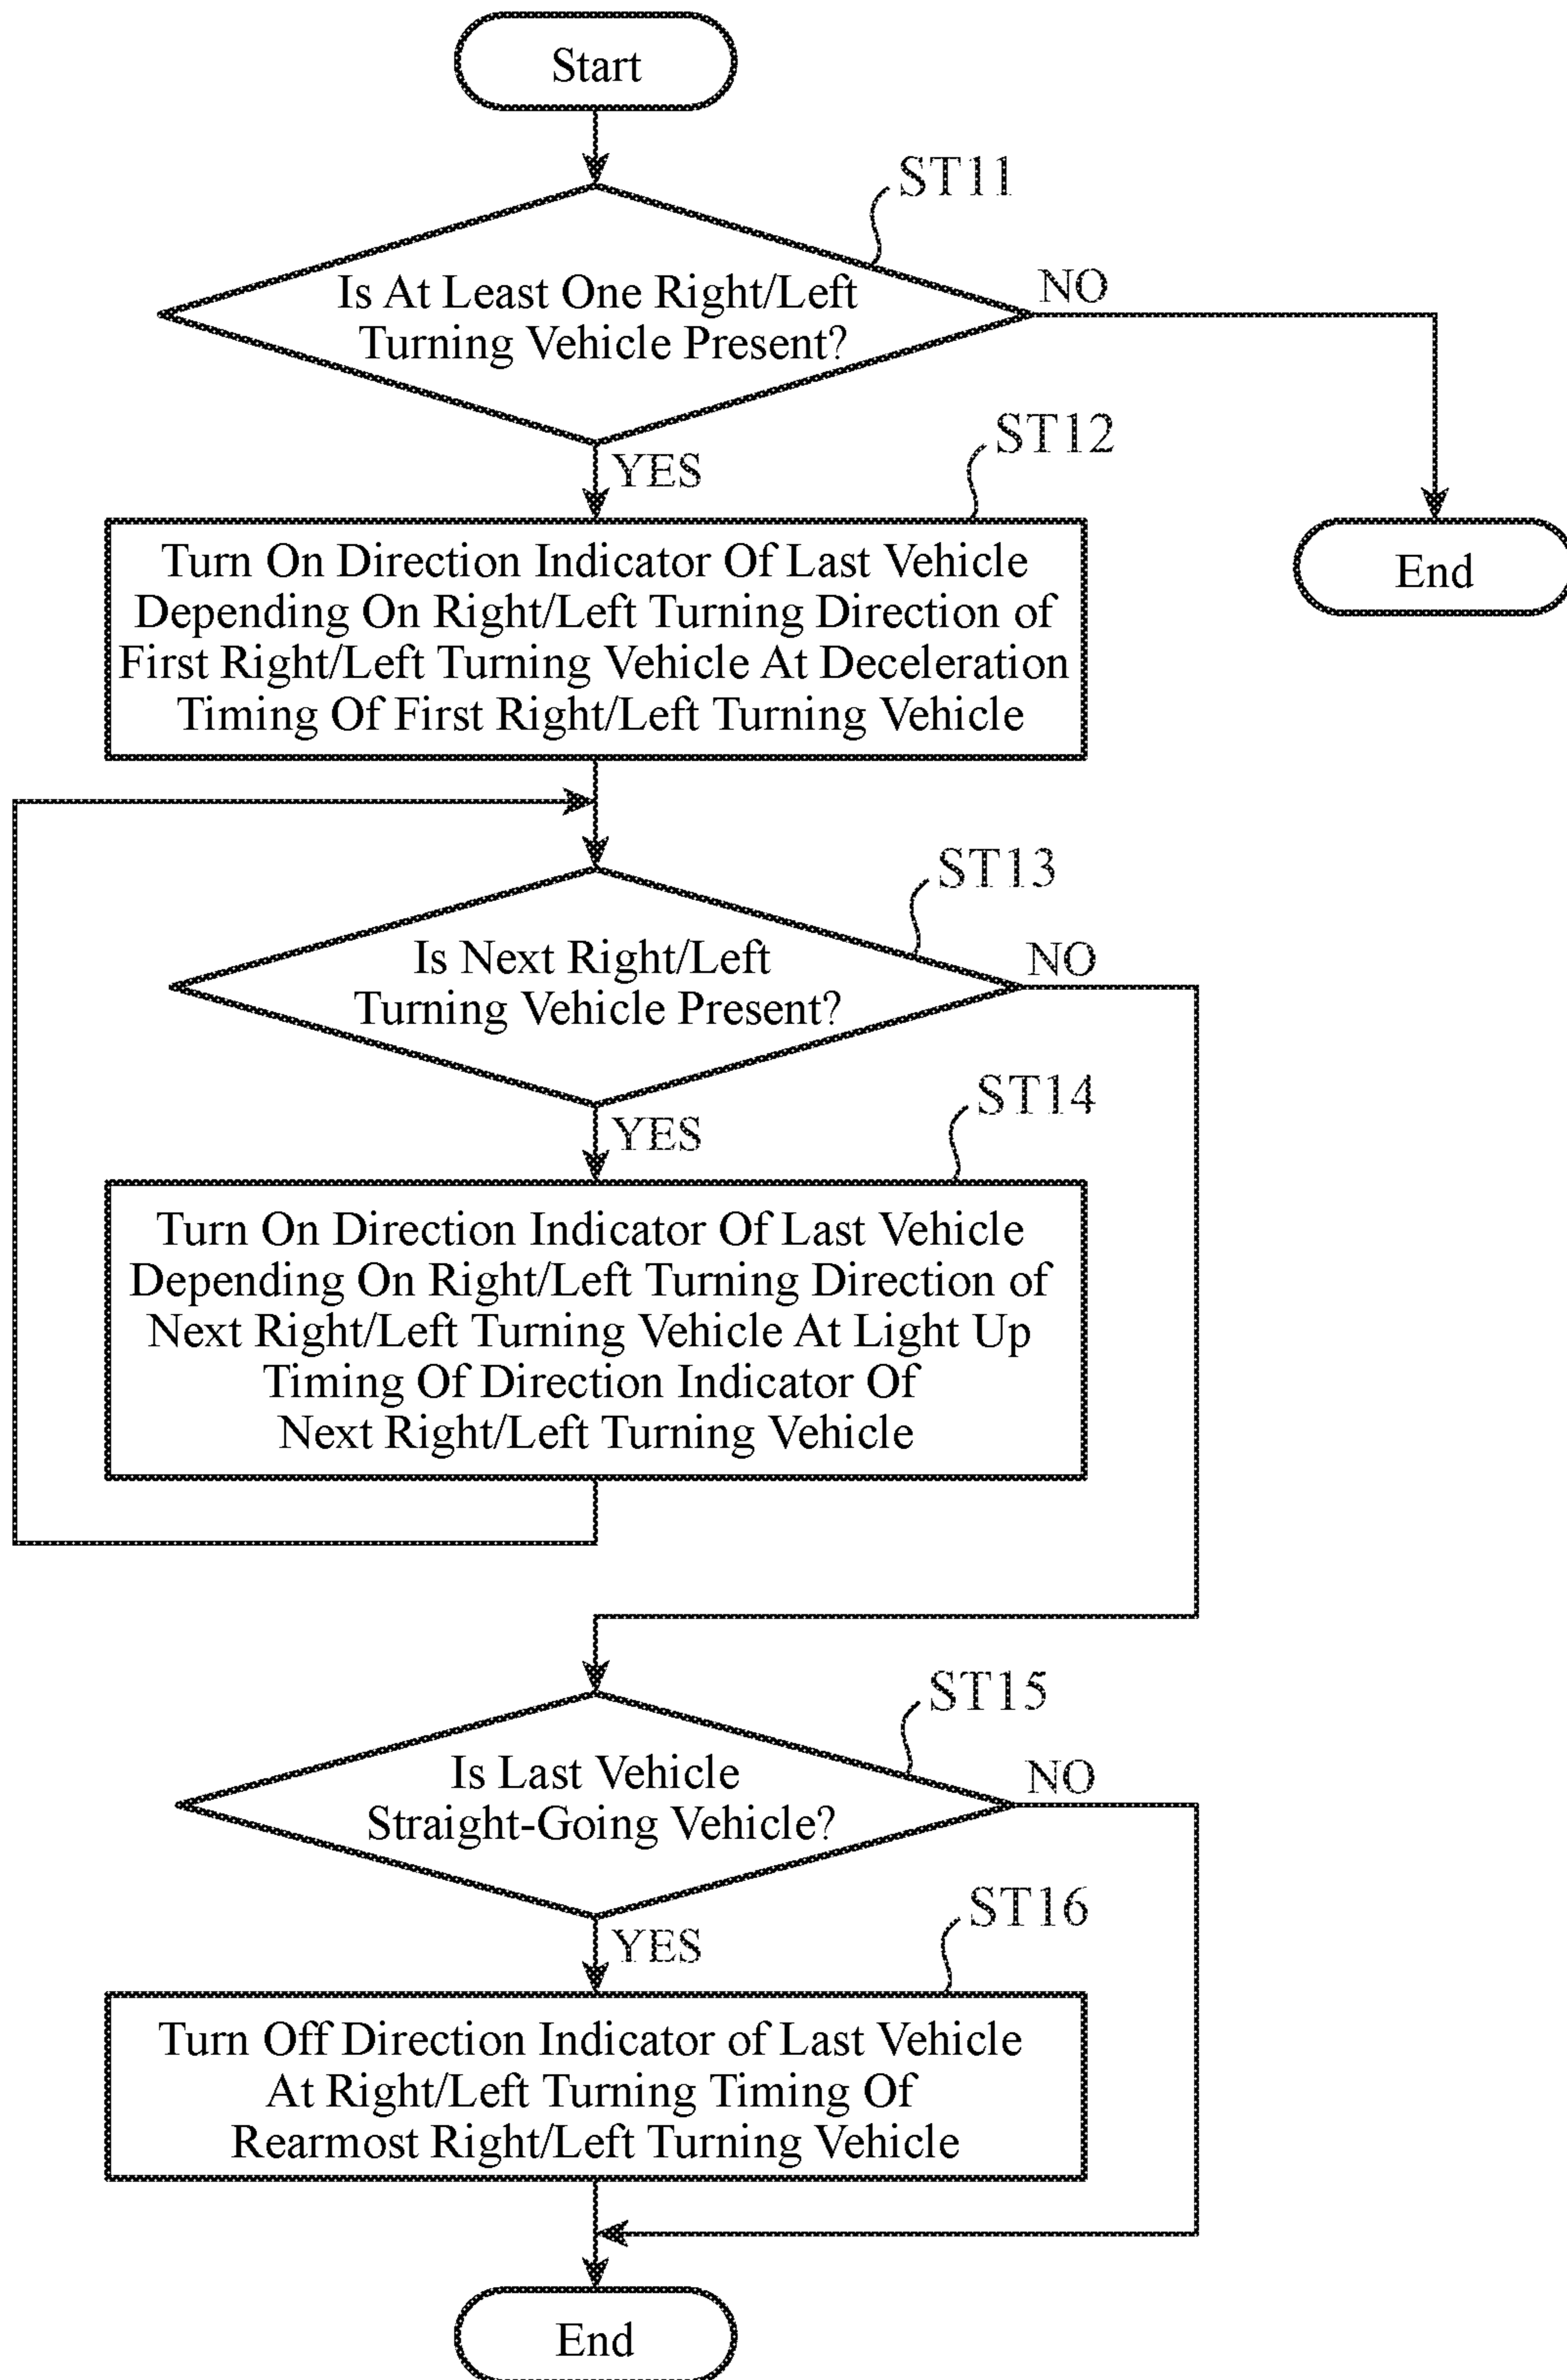 Start
ST11
Is At Least One Right/Left
Turning Vehicle Present?
NO
YES
ST12
Turn On Direction Indicator Of Last Vehicle
Depending On Right/Left Turning Direction of
First Right/Left Turning Vehicle At Deceleration
Timing Of First Right/Left Turning Vehicle
End
ST13
Is Next Right/Left
Turning Vehicle Present?
NO
YES
ST14
Turn On Direction Indicator Of Last Vehicle
Depending On Right/Left Turning Direction of
Next Right/Left Turning Vehicle At Light Up
Timing Of Direction Indicator Of
Next Right/Left Turning Vehicle
ST15
Is Last Vehicle
Straight-Going Vehicle?
NO
YES
ST16
Turn Off Direction Indicator of Last Vehicle
At Right/Left Turning Timing Of
Rearmost Right/Left Turning Vehicle
End